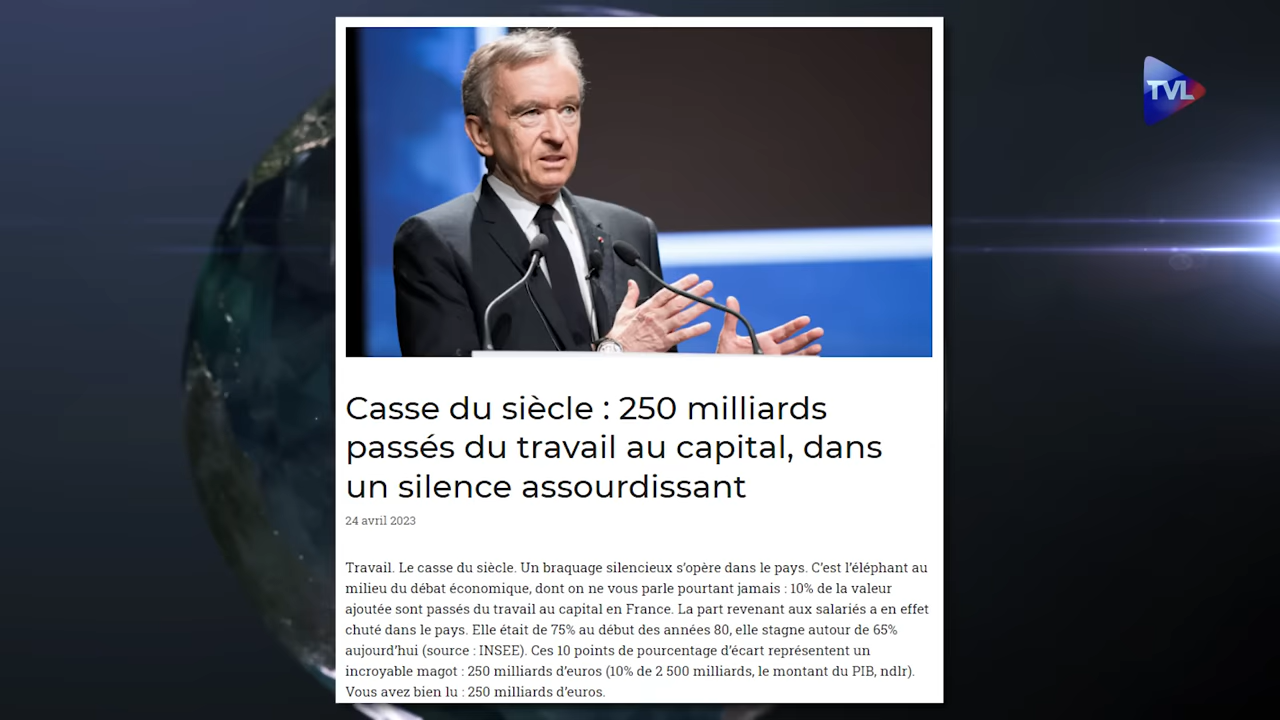 TVL
Casse du siècle : 250 milliards
passés du travail au capital, dans
un silence assourdissant
24 avril 2023
Travail. Le casse du siècle. Un braquage silencieux s’opère dans le pays. C’est l’éléphant au
milieu du débat économique, dont on ne vous parle pourtant jamais : 10% de la valeur
ajoutée sont passés du travail au capital en France. La part revenant aux salariés a en effet
chuté dans le pays. Elle était de 75% au début des années 80, elle stagne autour de 65%
aujourd’hui (source : INSEE). Ces 10 points de pourcentage d’écart représentent un
incroyable magot : 250 milliards d’euros (10% de 2 500 milliards, le montant du PIB, ndlr).
Vous avez bien lu : 250 milliards d’euros.